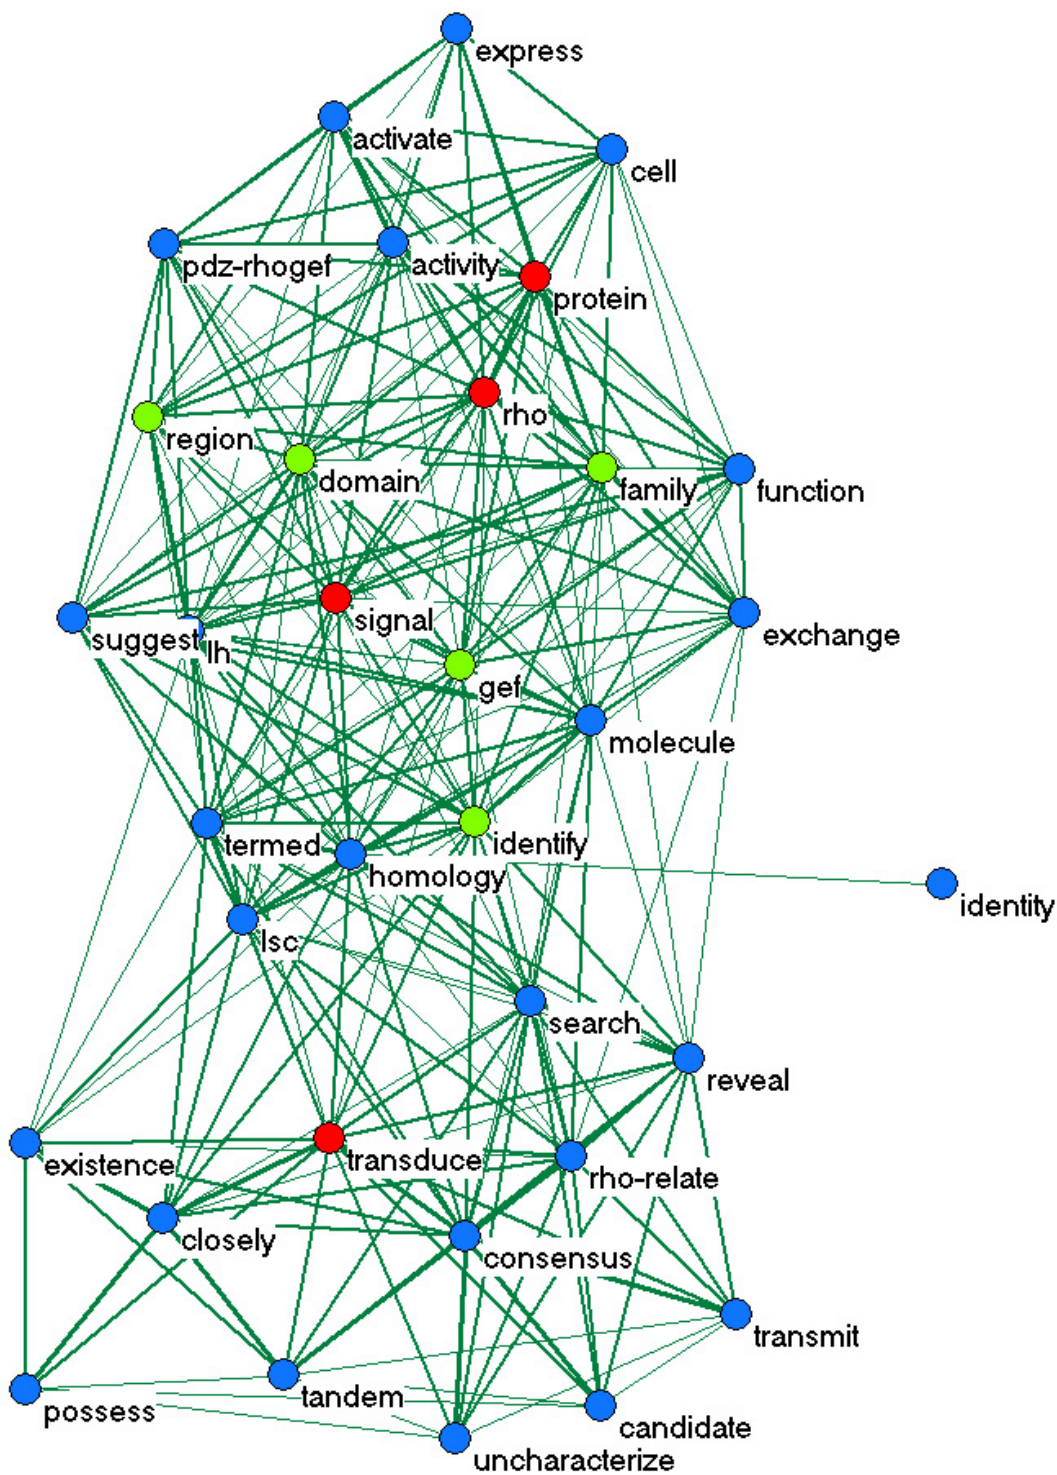 express
activate
cell
pdz-rhogef
activity
protein
rho
region
domain
family
function
signal
suggest
lh
exchange
gef
molecule
termed
identify
homology
identity
lsc
search
reveal
existence
transduce
rho-relate
closely
consensus
transmit
tandem
possess
candidate
uncharacterize